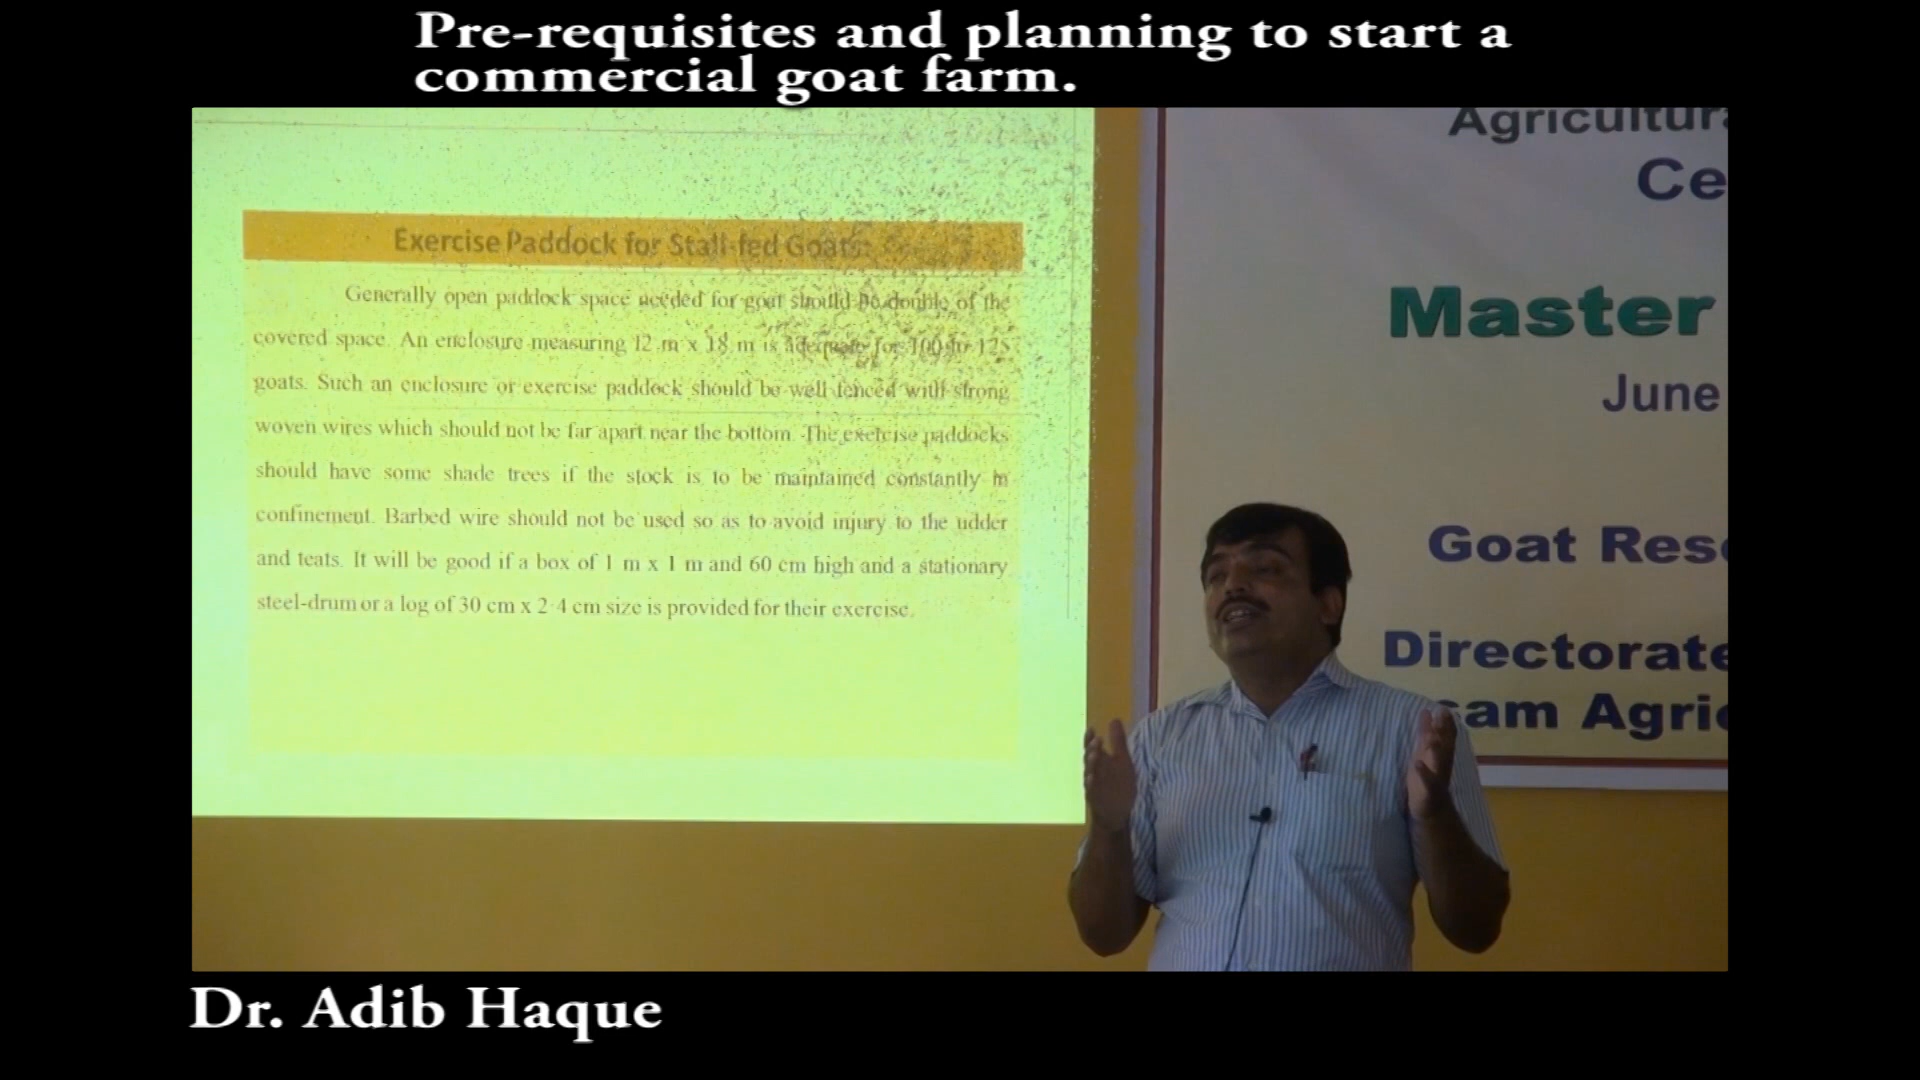 Pre-requisites and planning to start a
commercial goat farm.
Exercise Paddock for Stall-fed Goats:
Generally open paddock space needed for goat should be double of the
covered space. An enclosure measuring 12 m x 18 m is adequate for 100 to 125
goats. Such an enclosure or exercise paddock should be well fenced with strong
woven wires which should not be far apart near the bottom. The exercise paddocks
should have some shade trees if the stock is to be maintained constantly in
confinement. Barbed wire should not be used so as to avoid injury to the udder
and teats. It will be good if a box of 1 m x 1 m and 60 cm high and a stationary
steel-drum or a log of 30 cm x 2 4 cm size is provided for their exercise.
Agricultura
Ce
Master
June
Goat Res
Directorate
sam Agric
Dr. Adib Haque